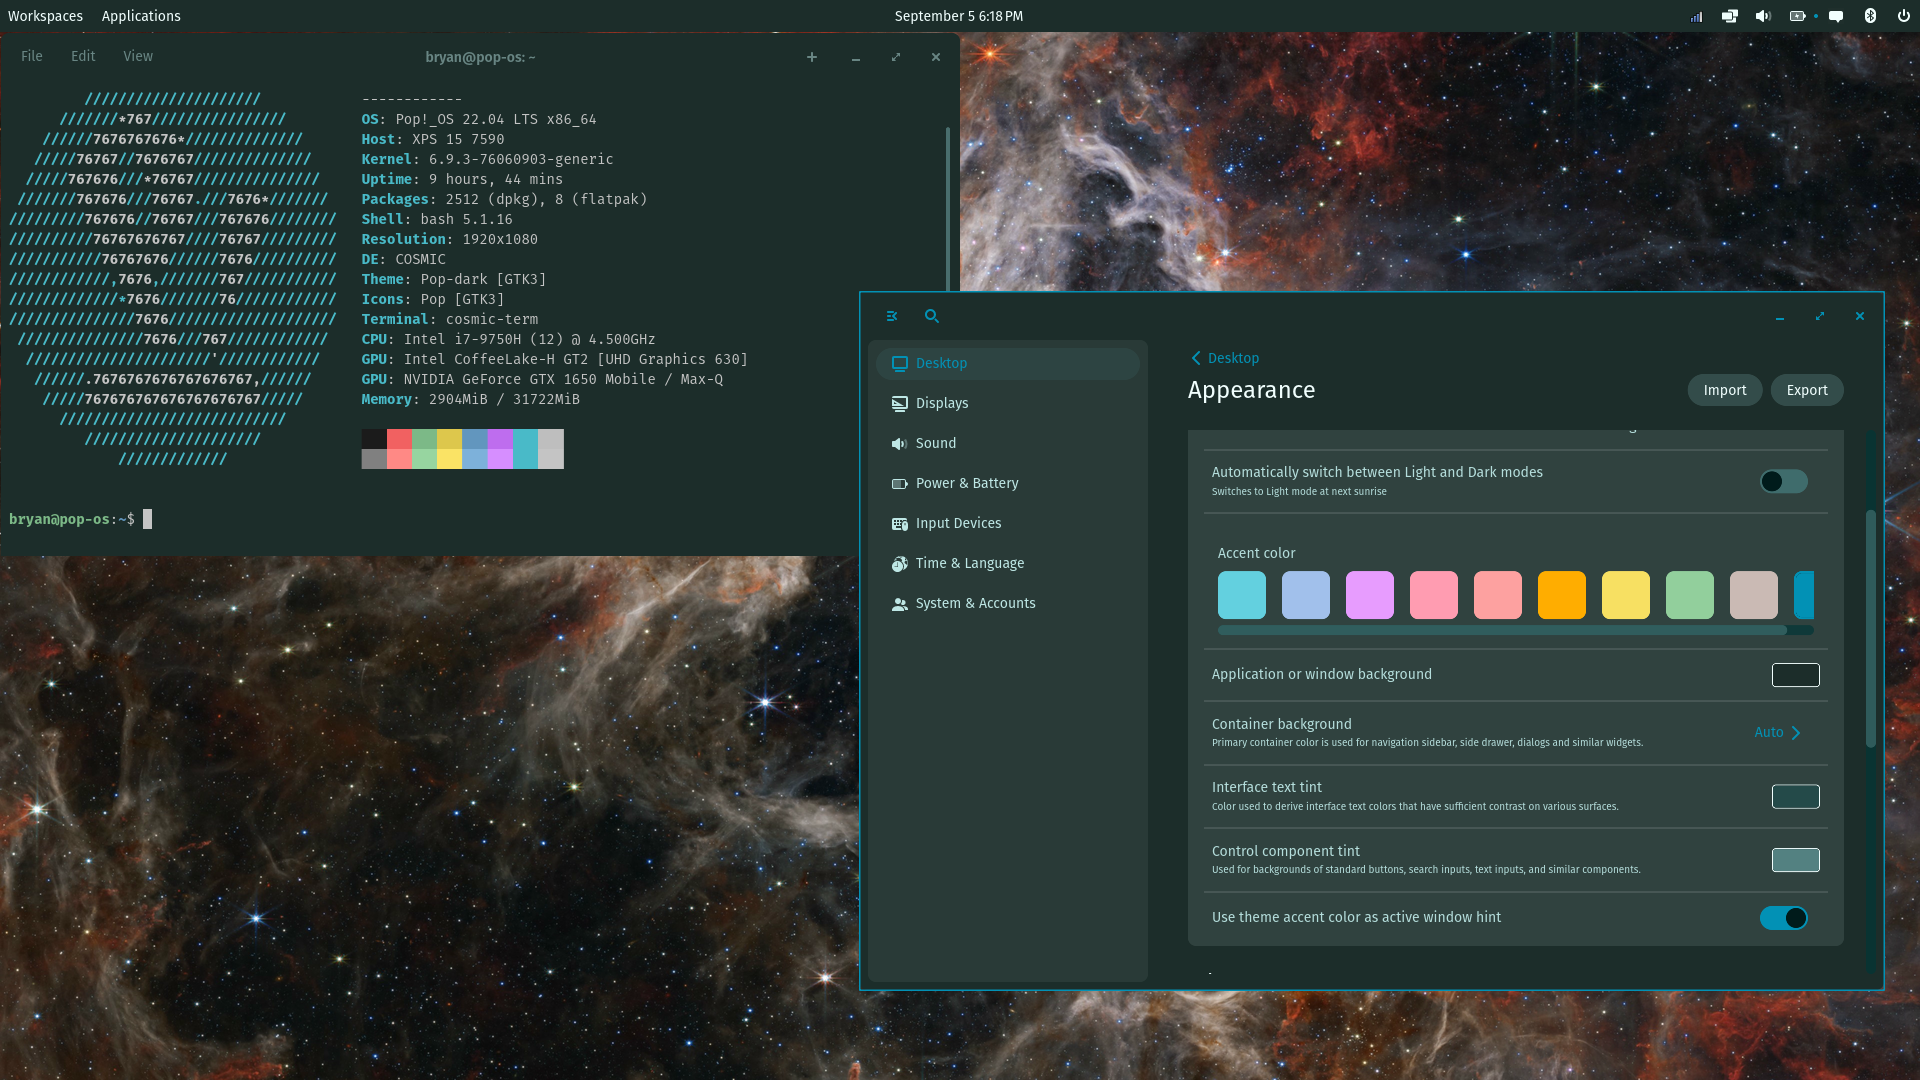 Workspaces Applications September 5 6:18 PM
File Edit View bryan@pop-os: ~
/////////////////////
///////*767////////////////
//////7676767676*//////////////
/////76767//7676767//////////////
/////767676///*76767///////////////
///////767676///76767.///7676*///////
/////////767676//76767///767676////////
//////////76767676767////76767/////////
///////////76767676//////7676//////////
////////////,7676,///////767///////////
/////////////*7676///////76////////////
///////////////7676////////////////////
///////////////7676///767////////////
//////////////////////'////////////
//////.7676767676767676767,//////
/////767676767676767676767/////
///////////////////////////
/////////////////////
/////////////
------------
OS: Pop!_OS 22.04 LTS x86_64
Host: XPS 15 7590
Kernel: 6.9.3-76060903-generic
Uptime: 9 hours, 44 mins
Packages: 2512 (dpkg), 8 (flatpak)
Shell: bash 5.1.16
Resolution: 1920x1080
DE: COSMIC
Theme: Pop-dark [GTK3]
Icons: Pop [GTK3]
Terminal: cosmic-term
CPU: Intel i7-9750H (12) @ 4.500GHz
GPU: Intel CoffeeLake-H GT2 [UHD Graphics 630]
GPU: NVIDIA GeForce GTX 1650 Mobile / Max-Q
Memory: 2904MiB / 31722MiB
bryan@pop-os:~$
Desktop
Displays
Sound
Power & Battery
Input Devices
Time & Language
System & Accounts
Desktop
Appearance
Import Export
Automatically switch between Light and Dark modes
Switches to Light mode at next sunrise
Accent color
Application or window background
Container background
Primary container color is used for navigation sidebar, side drawer, dialogs and similar widgets.
Auto
Interface text tint
Color used to derive interface text colors that have sufficient contrast on various surfaces.
Control component tint
Used for backgrounds of standard buttons, search inputs, text inputs, and similar components.
Use theme accent color as active window hint